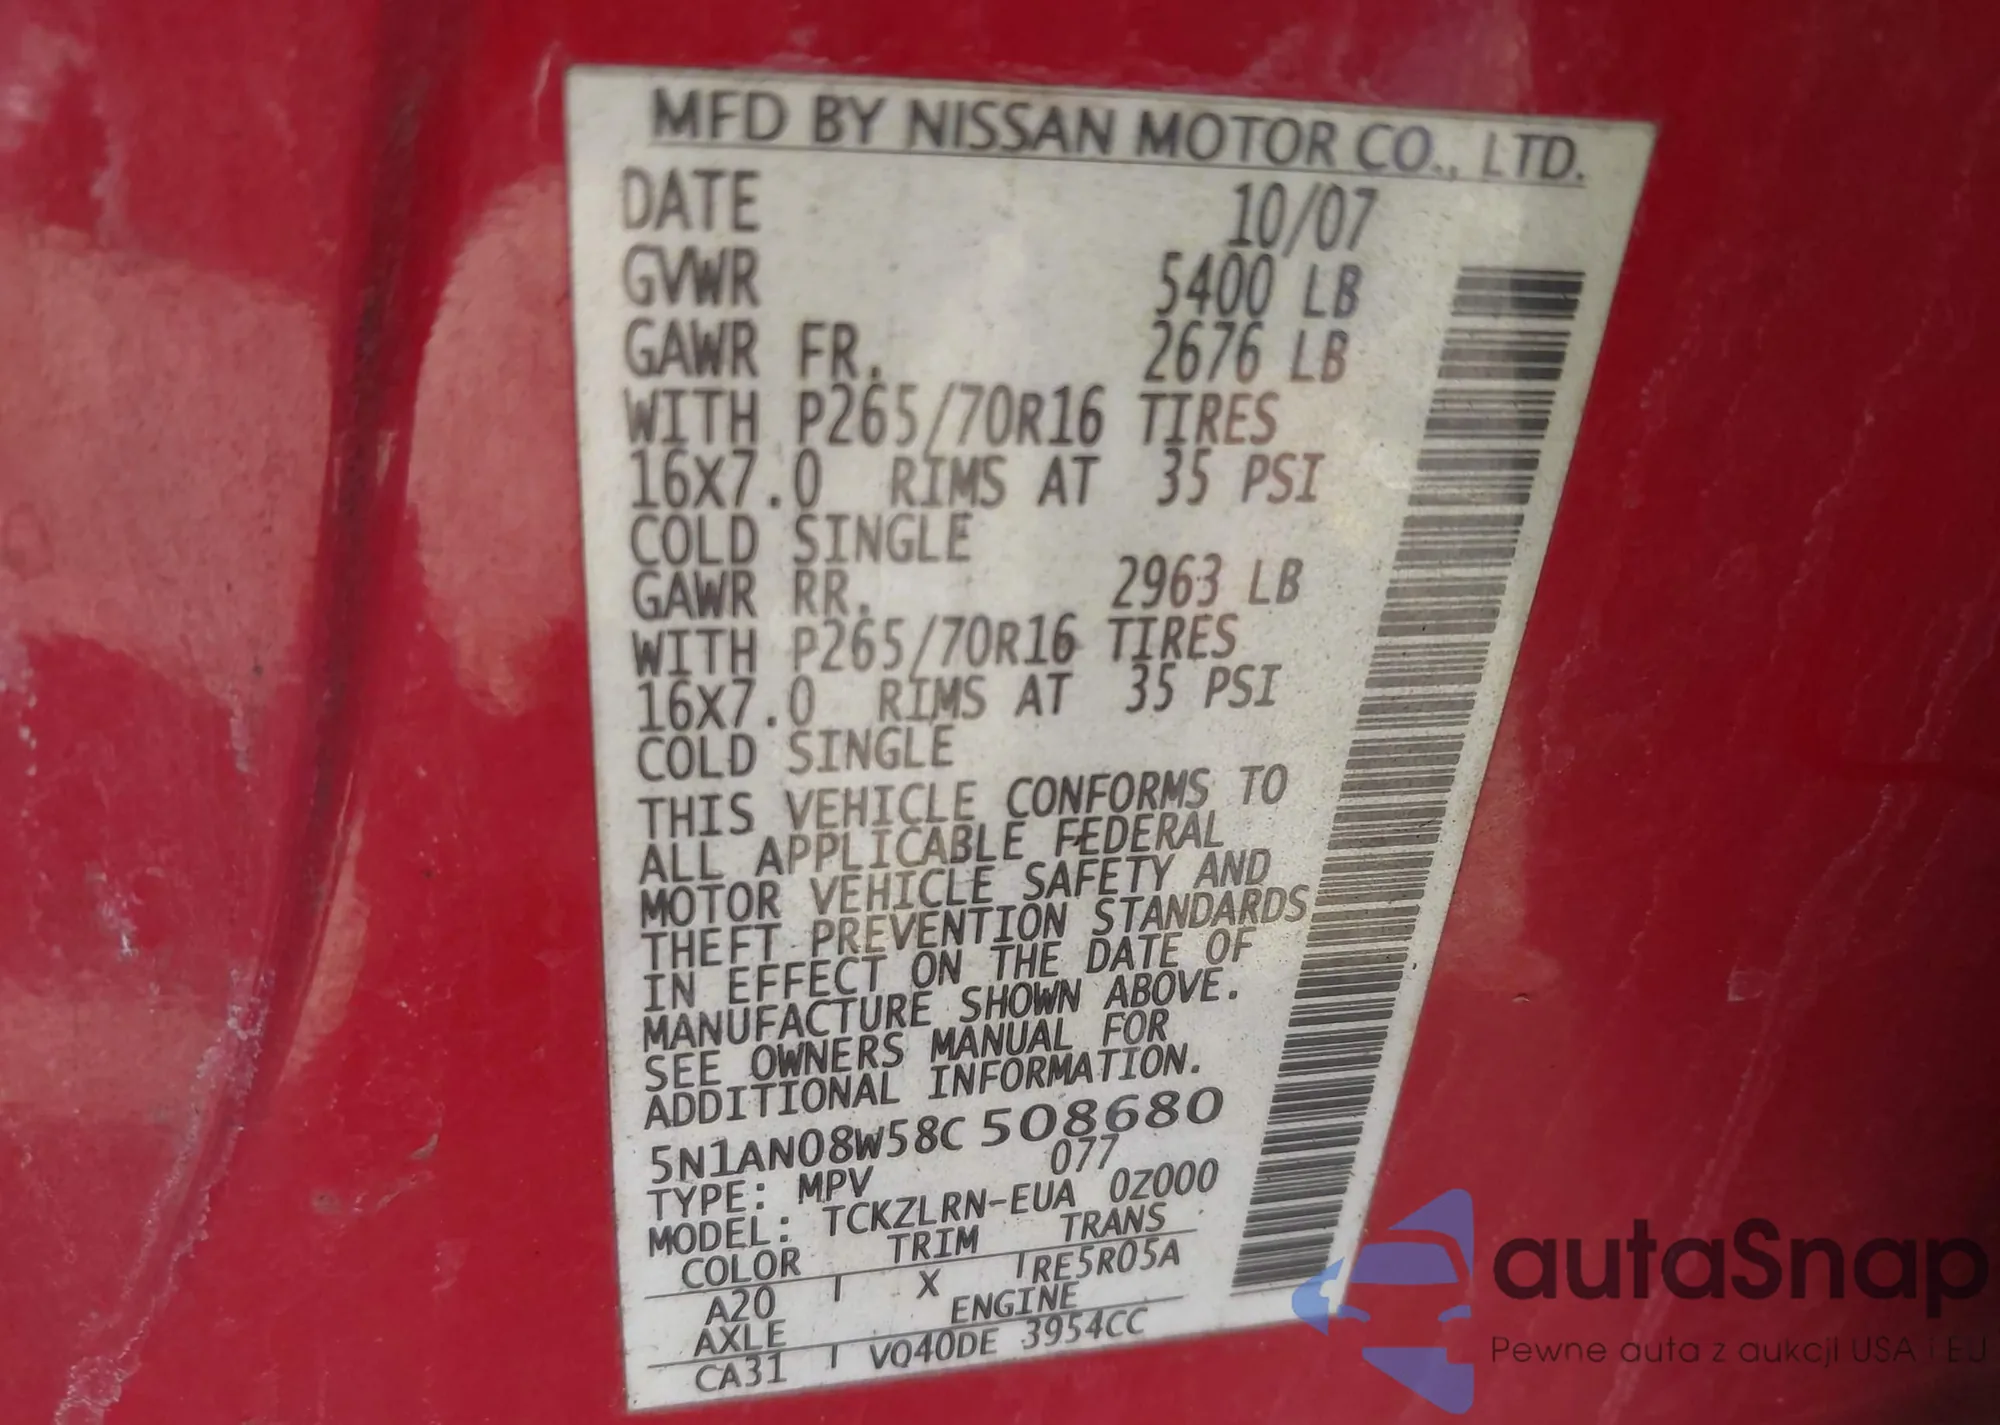 MFD BY NISSAN MOTOR CO., LTD.
DATE 10/07
GVWR 5400 LB
GAWR FR. 2676 LB
WITH P265/70R16 TIRES
16X7.0 RIMS AT 35 PSI
COLD SINGLE
GAWR RR. 2963 LB
WITH P265/70R16 TIRES
16X7.0 RIMS AT 35 PSI
COLD SINGLE
THIS VEHICLE CONFORMS TO
ALL APPLICABLE FEDERAL
MOTOR VEHICLE SAFETY AND
THEFT PREVENTION STANDARDS
IN EFFECT ON THE DATE OF
MANUFACTURE SHOWN ABOVE.
SEE OWNERS MANUAL FOR
ADDITIONAL INFORMATION.
5N1AN08W58C508680
TYPE: MPV 077
MODEL: TCKZLRN-EUA 0Z000
COLOR TRIM TRANS
A20 X RE5R05A
AXLE ENGINE
CA31 VQ40DE 3954CC
autaSnap
Pewne auta z aukcji USA i EU